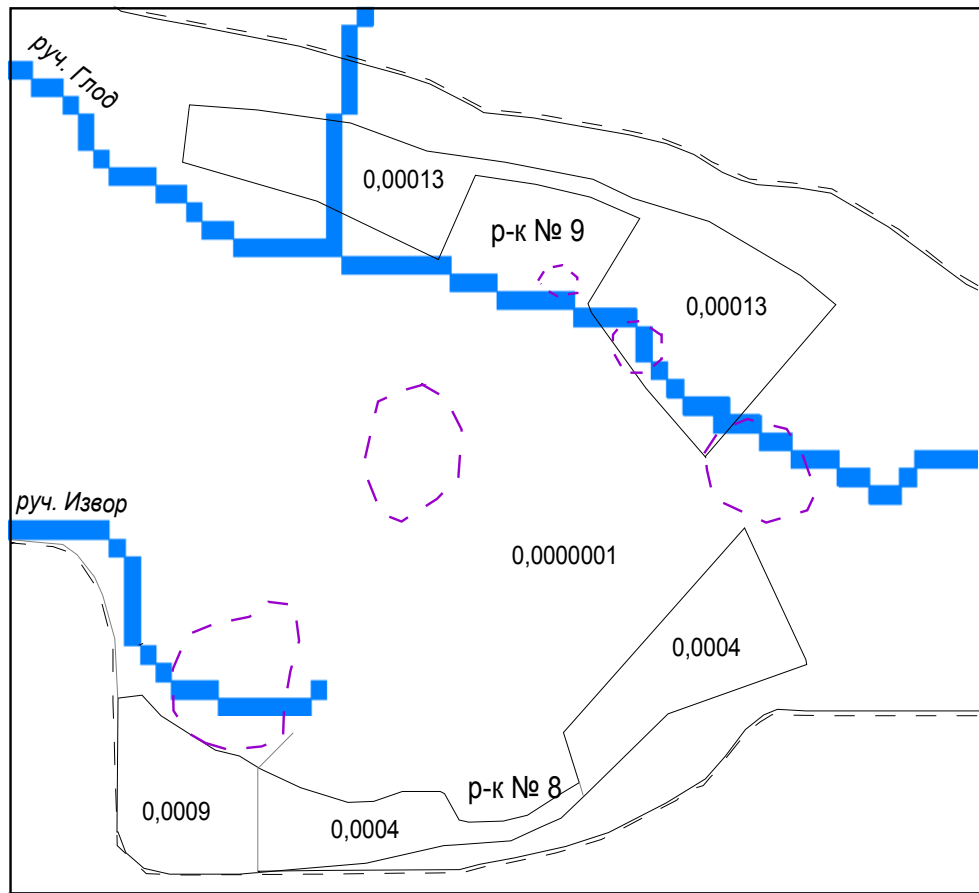 руч. Глод
0,00013
р-к № 9
0,00013
руч. Извор
0,0000001
0,0004
р-к № 8
0,0009
0,0004